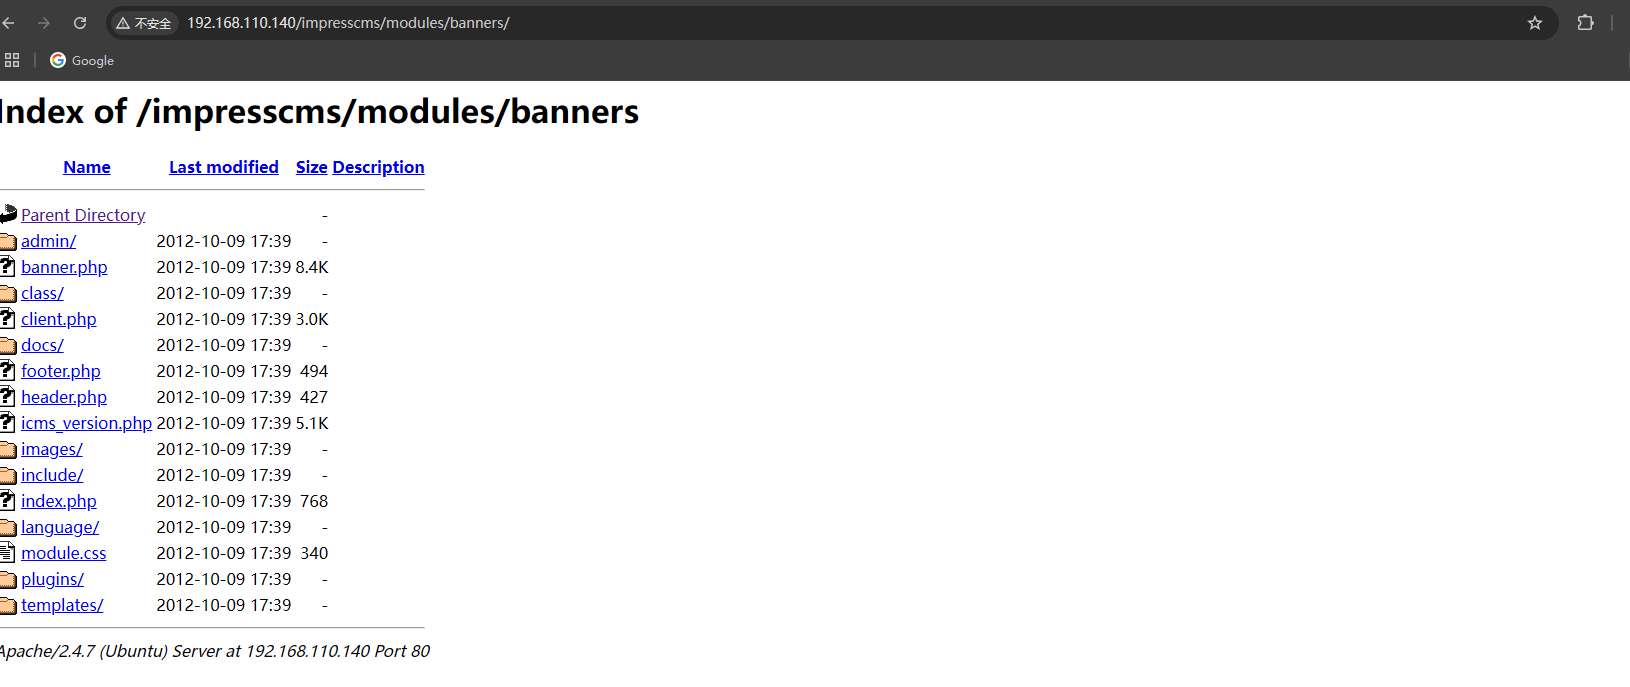 不安全 192.168.110.140/impresscms/modules/banners/
Google
Index of /impresscms/modules/banners
Name Last modified Size Description
Parent Directory -
admin/ 2012-10-09 17:39 -
banner.php 2012-10-09 17:39 8.4K
class/ 2012-10-09 17:39 -
client.php 2012-10-09 17:39 3.0K
docs/ 2012-10-09 17:39 -
footer.php 2012-10-09 17:39 494
header.php 2012-10-09 17:39 427
icms_version.php 2012-10-09 17:39 5.1K
images/ 2012-10-09 17:39 -
include/ 2012-10-09 17:39 -
index.php 2012-10-09 17:39 768
language/ 2012-10-09 17:39 -
module.css 2012-10-09 17:39 340
plugins/ 2012-10-09 17:39 -
templates/ 2012-10-09 17:39 -
Apache/2.4.7 (Ubuntu) Server at 192.168.110.140 Port 80